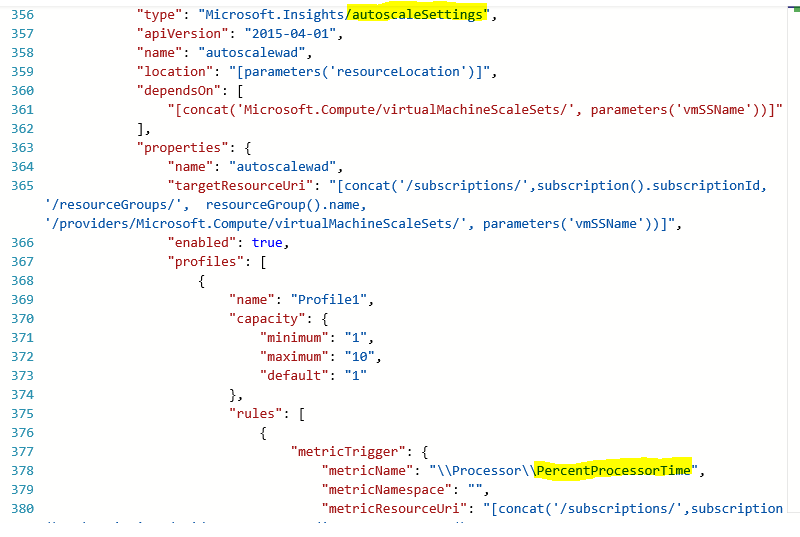 356 "type": "Microsoft.Insights/autoscaleSettings",
357 "apiVersion": "2015-04-01",
358 "name": "autoscalewad",
359 "location": "[parameters('resourceLocation')]",
360 "dependsOn": [
361 "[concat('Microsoft.Compute/virtualMachineScaleSets/', parameters('vmSSName'))]"
362 ],
363 "properties": {
364 "name": "autoscalewad",
365 "targetResourceUri": "[concat('/subscriptions/',subscription().subscriptionId,
'/resourceGroups/', resourceGroup().name,
'/providers/Microsoft.Compute/virtualMachineScaleSets/', parameters('vmSSName'))]",
366 "enabled": true,
367 "profiles": [
368 {
369 "name": "Profile1",
370 "capacity": {
371 "minimum": "1",
372 "maximum": "10",
373 "default": "1"
374 },
375 "rules": [
376 {
377 "metricTrigger": {
378 "metricName": "\\Processor\\PercentProcessorTime",
379 "metricNamespace": "",
380 "metricResourceUri": "[concat('/subscriptions/',subscription